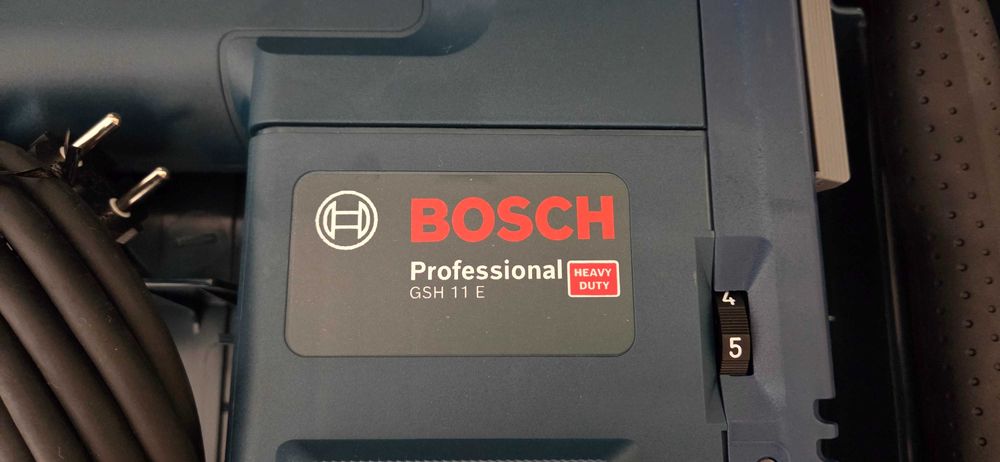 BOSCH
Professional
HEAVY
DUTY
GSH 11 E
4
5